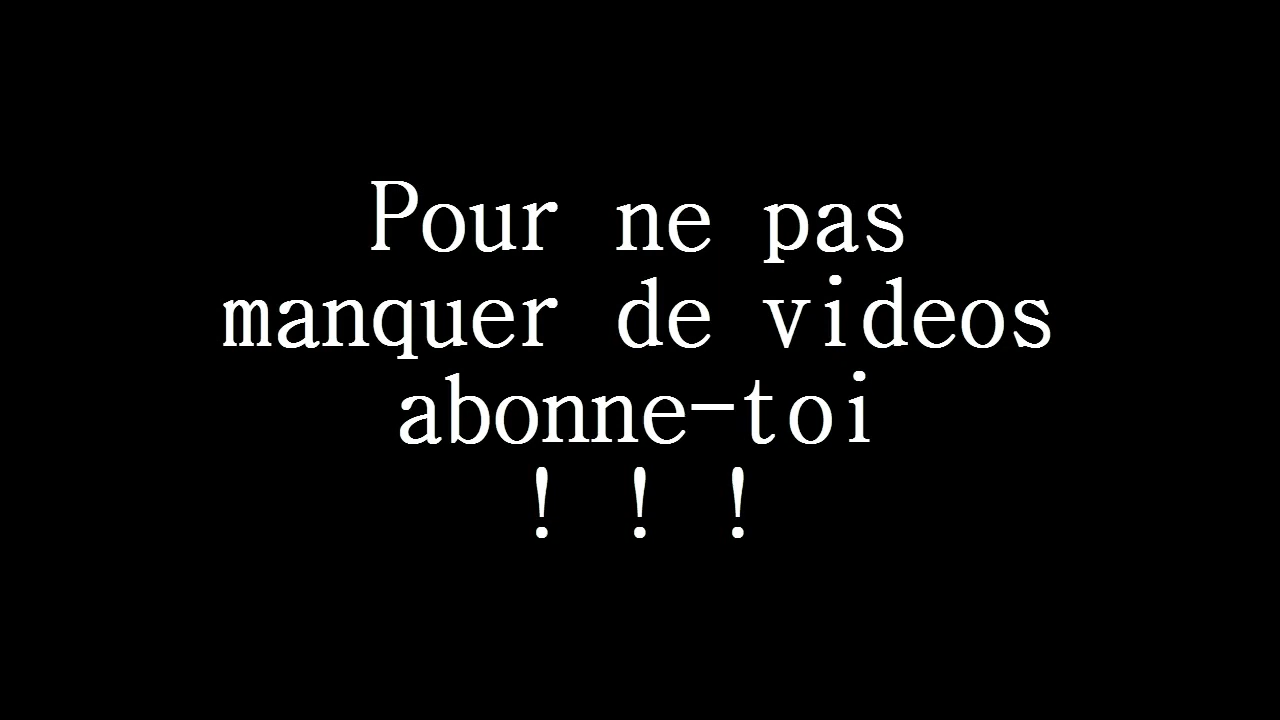 Pour ne pas
manquer de videos
abonne-toi
! ! !